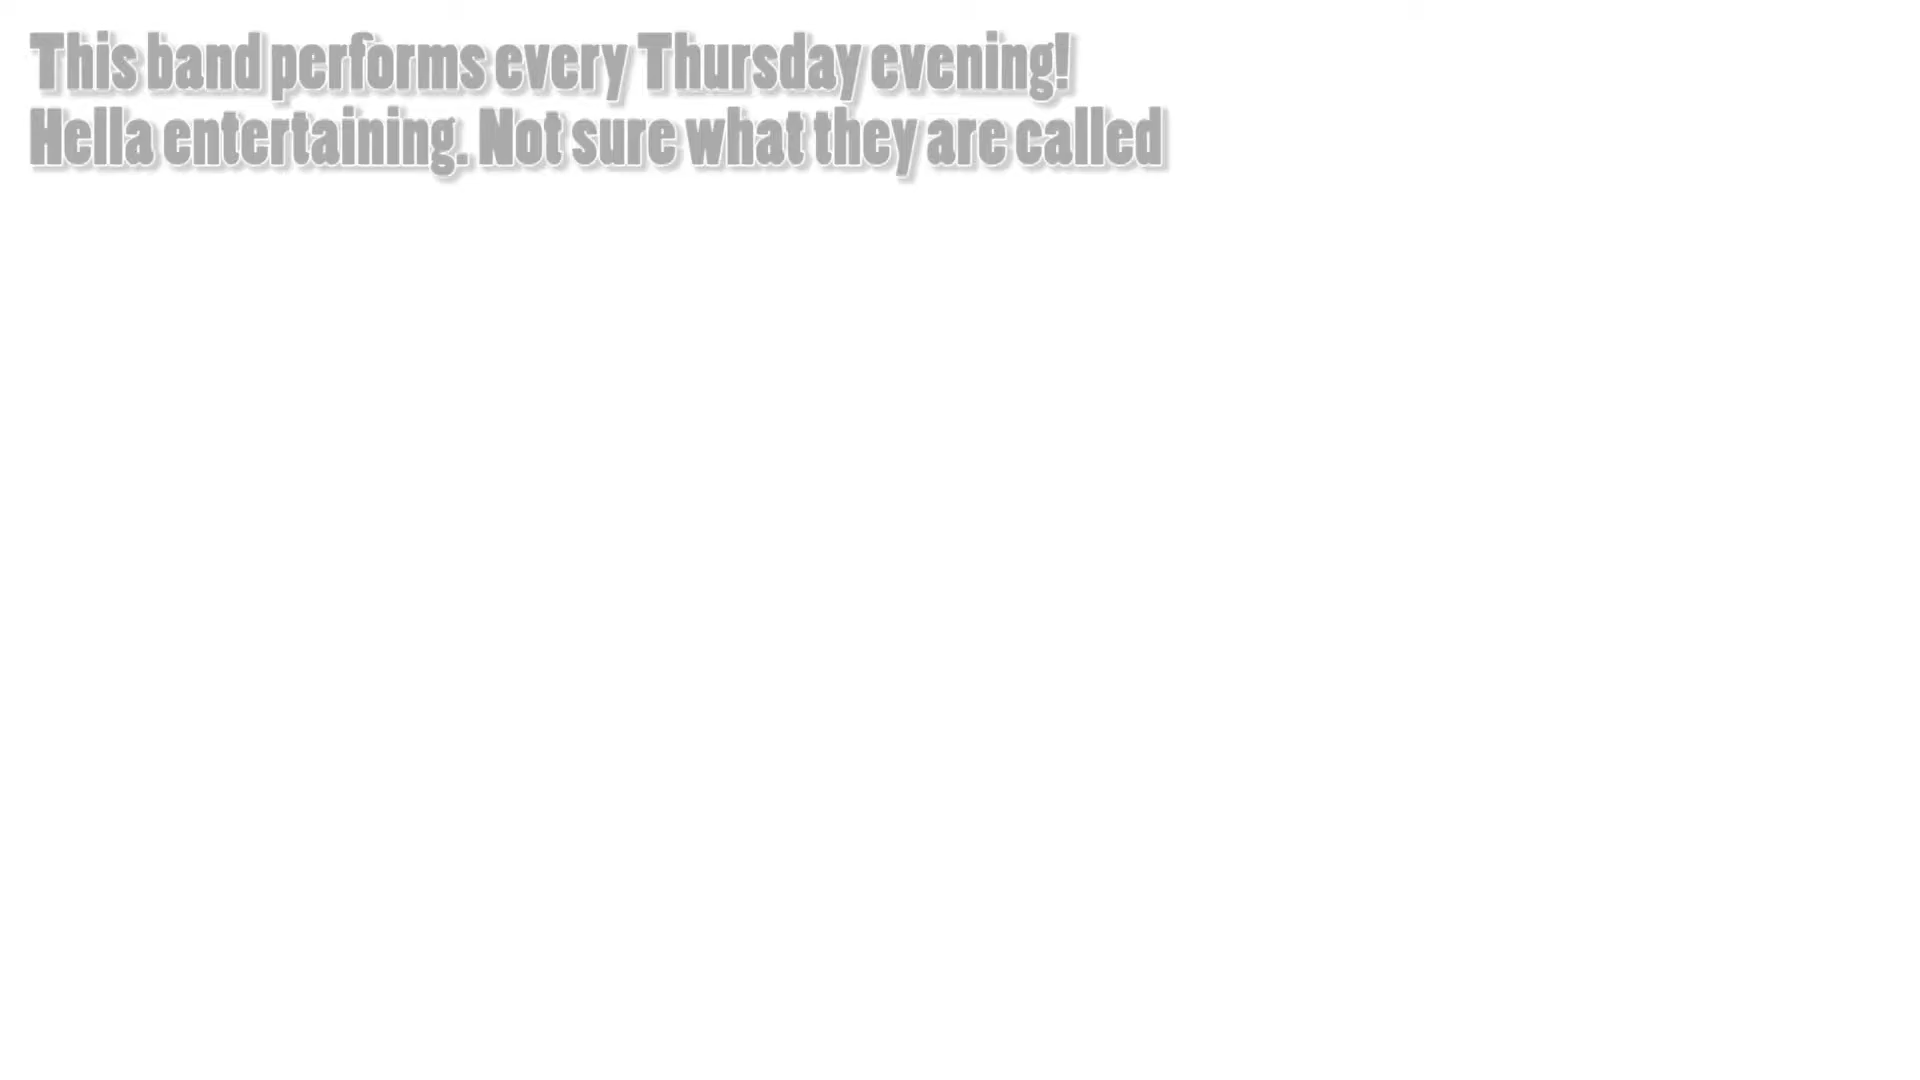 This band performs every Thursday evening!
Hella entertaining. Not sure what they are called